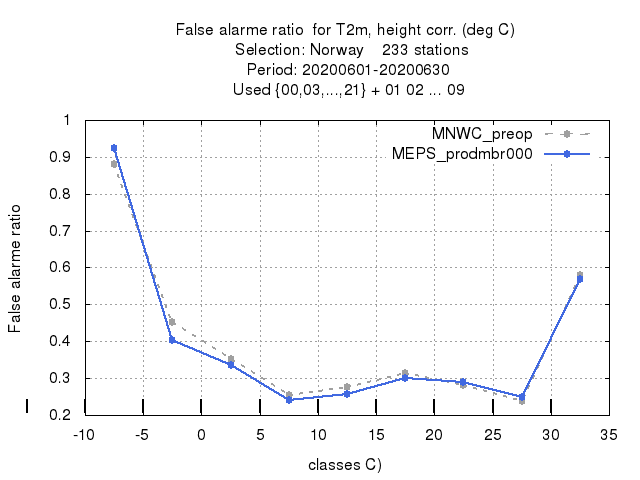 False alarme ratio for T2m, height corr. (deg C)
Selection: Norway 233 stations
Period: 20200601-20200630
Used {00,03,...,21} + 01 02 ... 09
MNWC_preop
MEPS_prodmbr000
False alarme ratio
1
0.9
0.8
0.7
0.6
0.5
0.4
0.3
0.2
-10 -5 0 5 10 15 20 25 30 35
classes C)